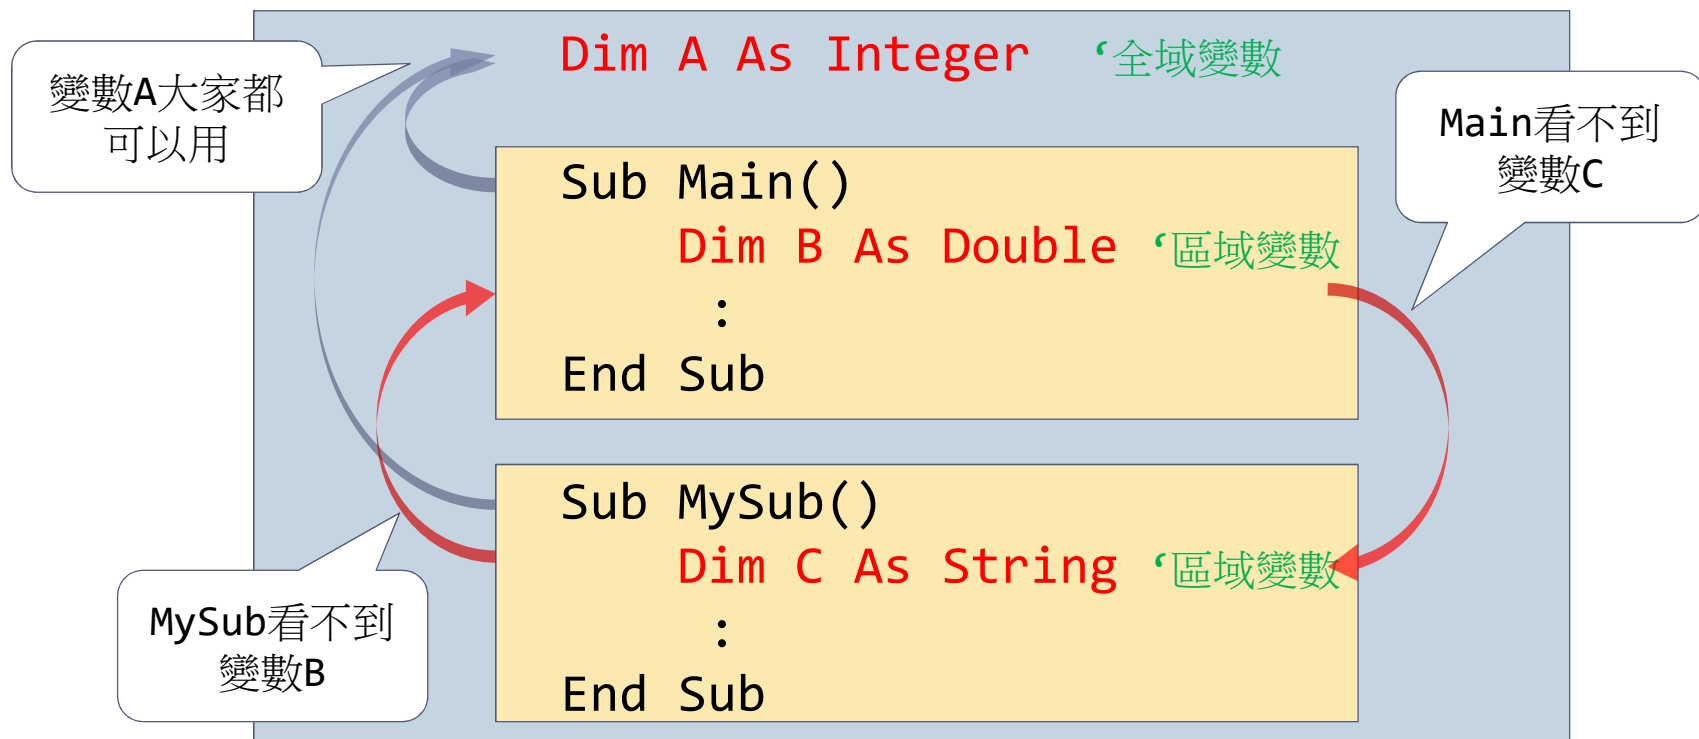 Dim A As Integer ‘全域變數
變數A大家都
可以用
Main看不到
變數C
Sub Main()
Dim B As Double ‘區域變數
:
End Sub
Sub MySub()
Dim C As String ‘區域變數
:
End Sub
MySub看不到
變數B